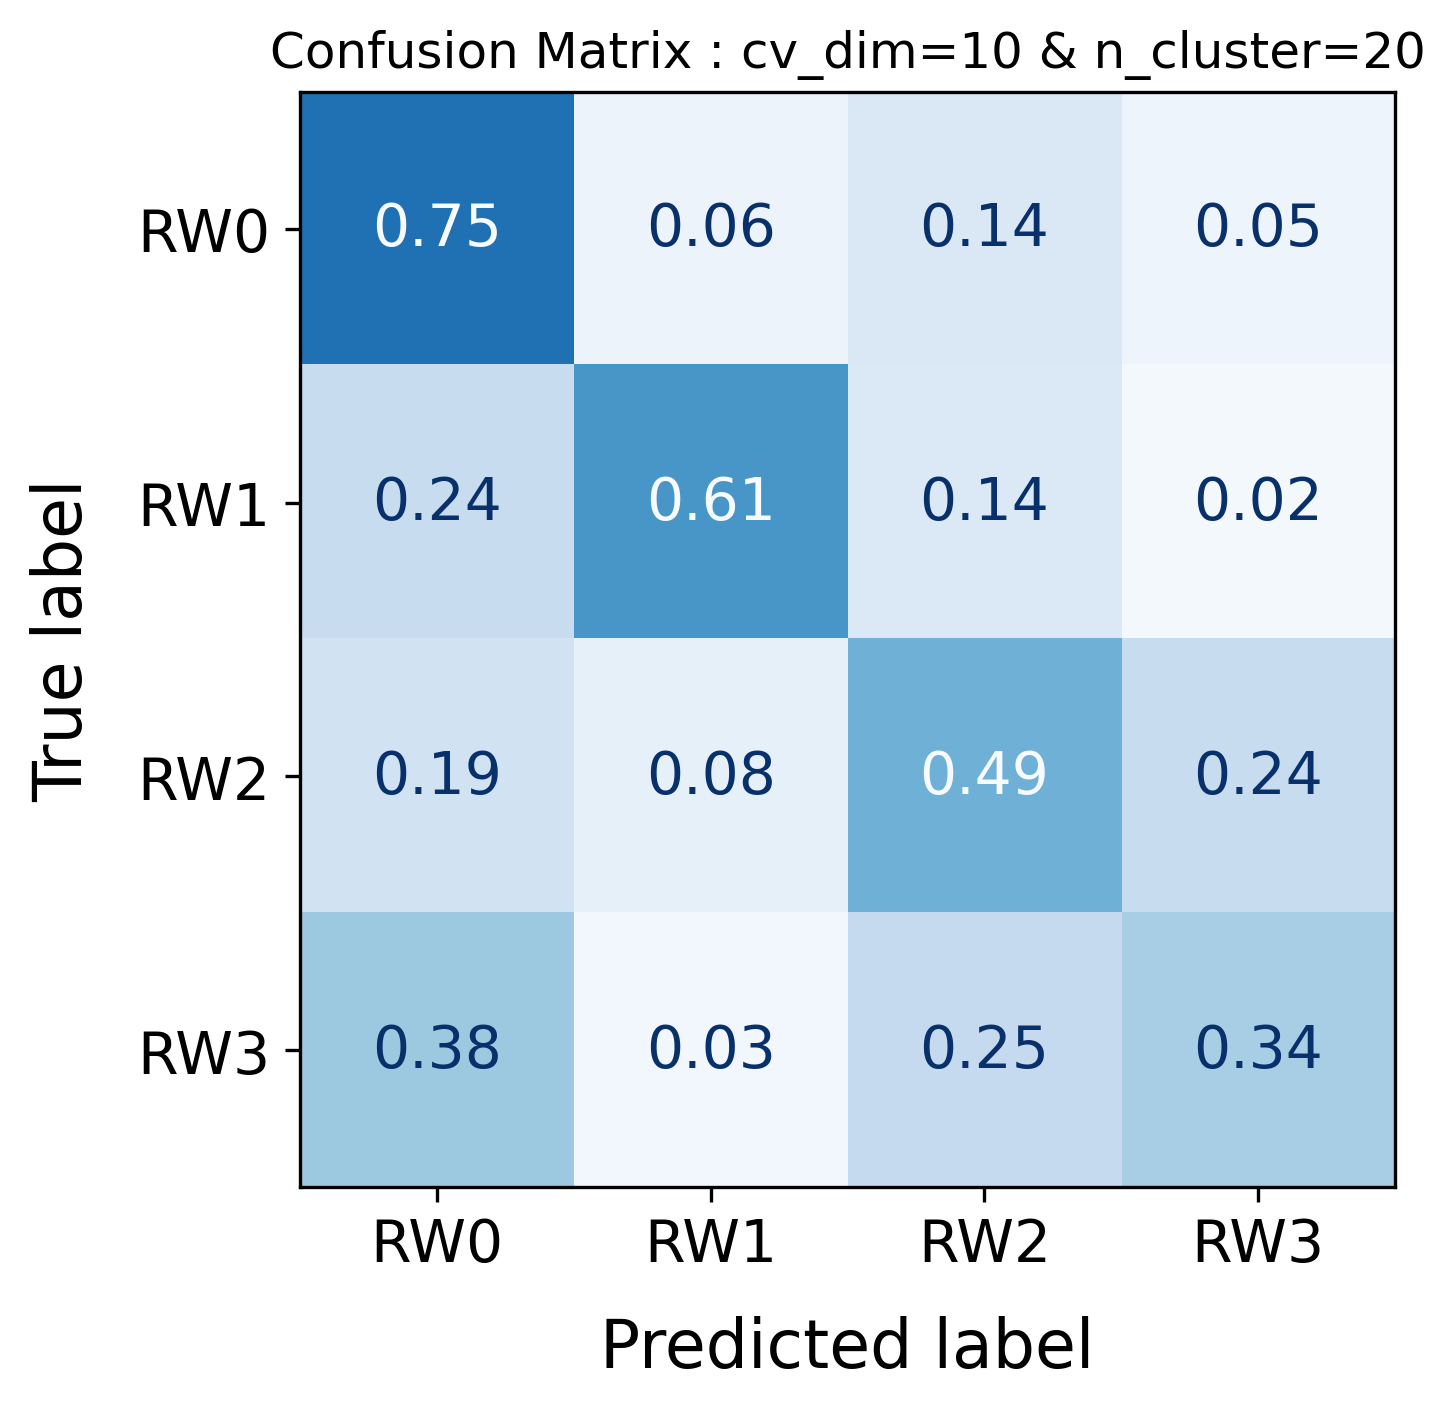 Confusion Matrix : cv_dim=10 & n_cluster=20
True label
RW0 0.75 0.06 0.14 0.05
RW1 0.24 0.61 0.14 0.02
RW2 0.19 0.08 0.49 0.24
RW3 0.38 0.03 0.25 0.34
RW0 RW1 RW2 RW3
Predicted label